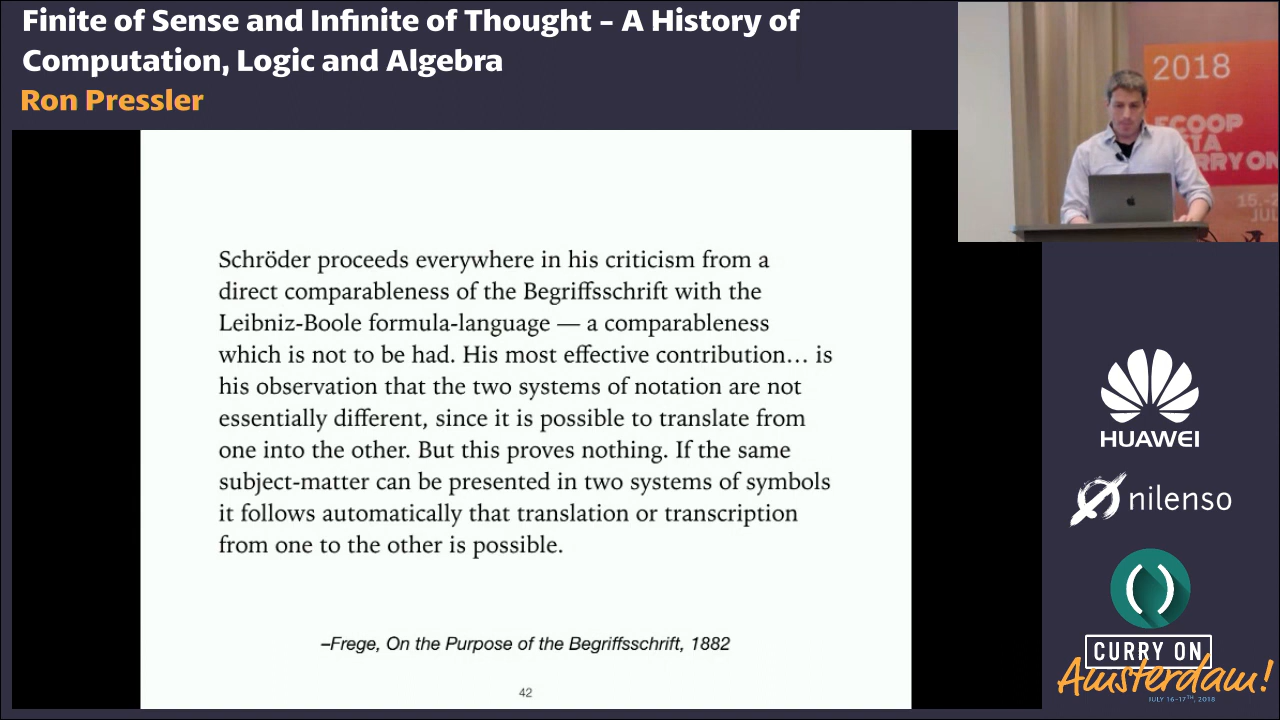 Finite of Sense and Infinite of Thought – A History of
Computation, Logic and Algebra
Ron Pressler
2018
ECOOP
RRY ON
15.-2
JUL
Schröder proceeds everywhere in his criticism from a
direct comparableness of the Begriffsschrift with the
Leibniz-Boole formula-language — a comparableness
which is not to be had. His most effective contribution… is
his observation that the two systems of notation are not
essentially different, since it is possible to translate from
one into the other. But this proves nothing. If the same
subject-matter can be presented in two systems of symbols
it follows automatically that translation or transcription
from one to the other is possible.
–Frege, On the Purpose of the Begriffsschrift, 1882
42
HUAWEI
nilenso
()
CURRY ON
Amsterdam!
JULY 16-17TH, 2018